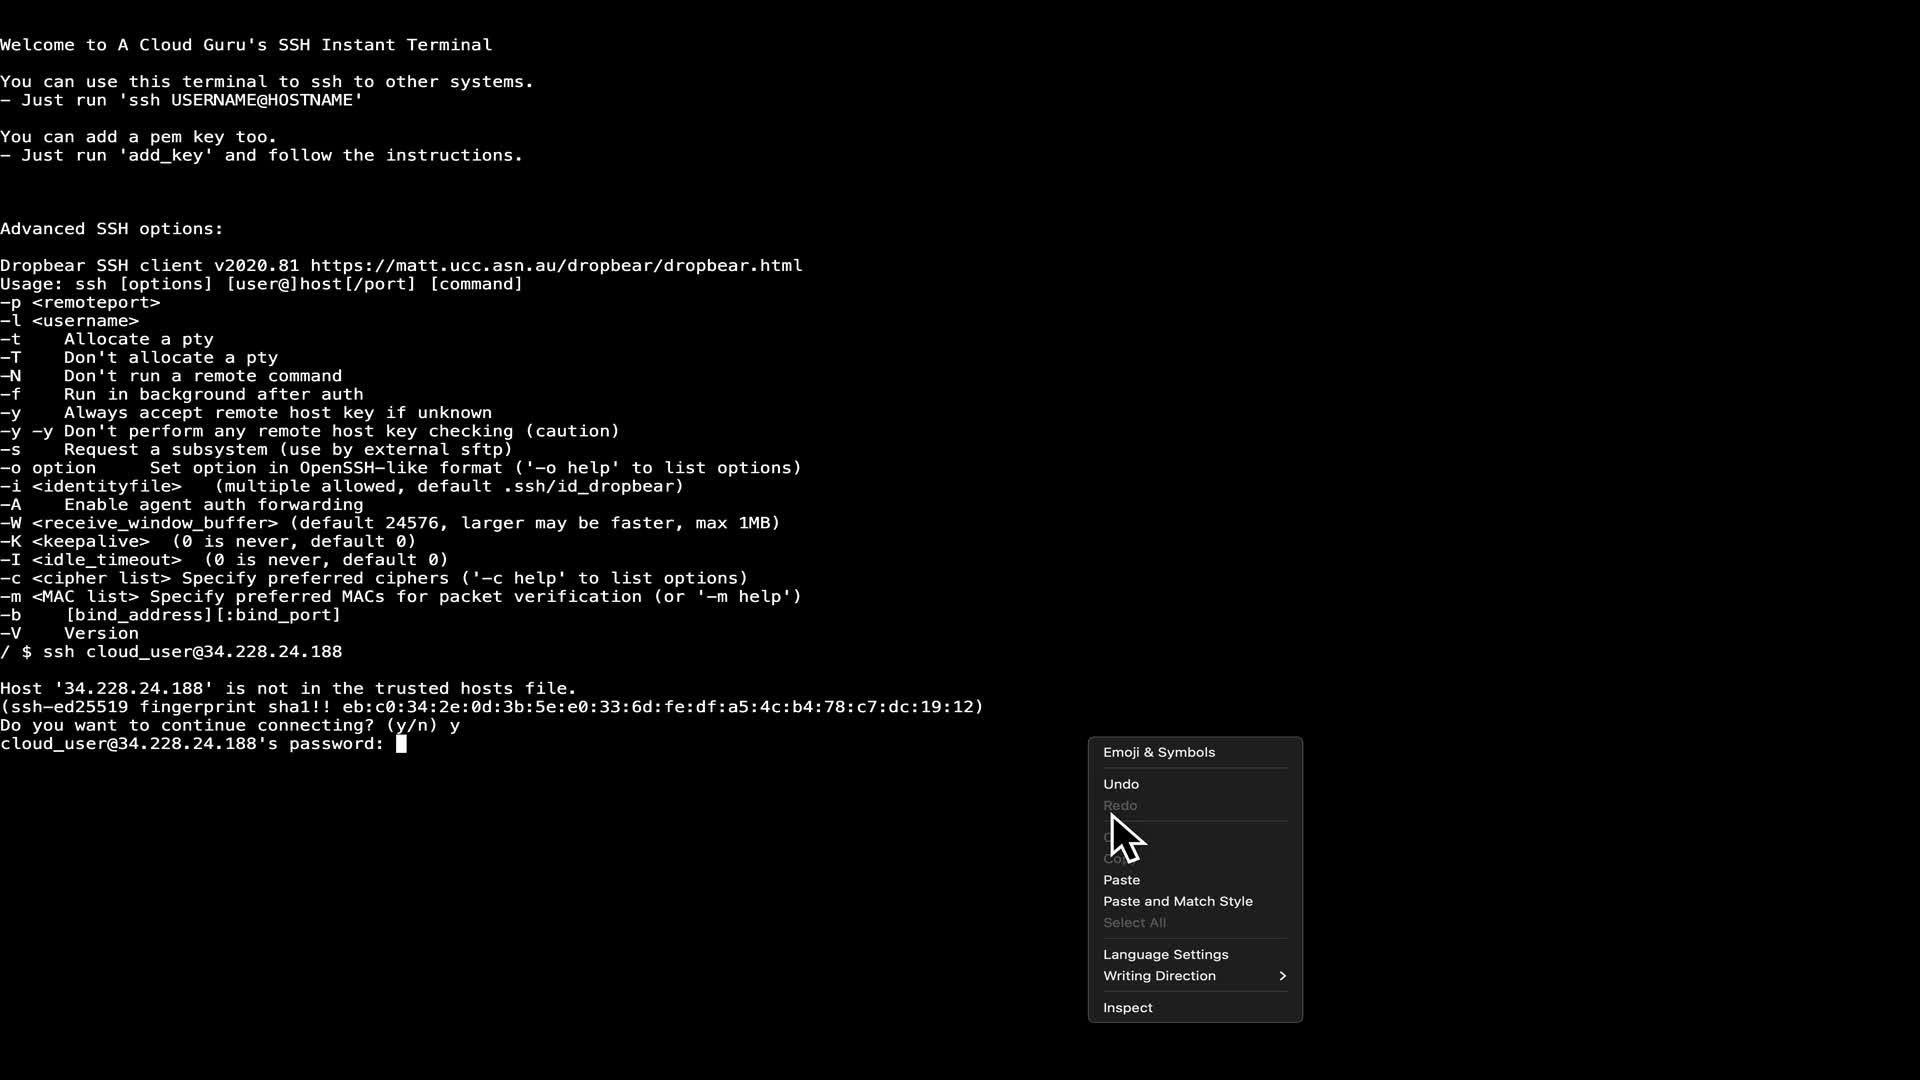 Welcome to A Cloud Guru's SSH Instant Terminal
You can use this terminal to ssh to other systems.
– Just run 'ssh USERNAME@HOSTNAME'
You can add a pem key too.
– Just run 'add_key' and follow the instructions.
Advanced SSH options:
Dropbear SSH client v2020.81 https://matt.ucc.asn.au/dropbear/dropbear.html
Usage: ssh [options] [user@]host[/port] [command]
–p <remoteport>
–l <username>
–t    Allocate a pty
–T    Don't allocate a pty
–N    Don't run a remote command
–f    Run in background after auth
–y    Always accept remote host key if unknown
–y –y Don't perform any remote host key checking (caution)
–s    Request a subsystem (use by external sftp)
–o option     Set option in OpenSSH–like format ('–o help' to list options)
–i <identityfile>   (multiple allowed, default .ssh/id_dropbear)
–A    Enable agent auth forwarding
–W <receive_window_buffer> (default 24576, larger may be faster, max 1MB)
–K <keepalive>  (0 is never, default 0)
–I <idle_timeout>  (0 is never, default 0)
–c <cipher list> Specify preferred ciphers ('–c help' to list options)
–m <MAC list> Specify preferred MACs for packet verification (or '–m help')
–b    [bind_address][:bind_port]
–V    Version
/ $ ssh cloud_user@34.228.24.188
Host '34.228.24.188' is not in the trusted hosts file.
(ssh–ed25519 fingerprint sha1!! eb:c0:34:2e:0d:3b:5e:e0:33:6d:fe:df:a5:4c:b4:78:c7:dc:19:12)
Do you want to continue connecting? (y/n) y
cloud_user@34.228.24.188's password:
Emoji & Symbols
Undo
Redo
Paste
Paste and Match Style
Select All
Language Settings
Writing Direction
Inspect